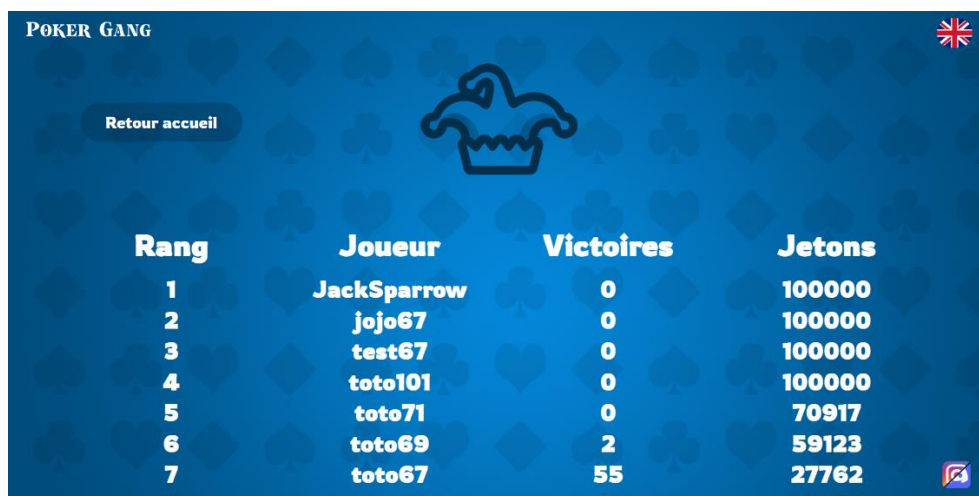 POKER GANG
Retour accueil
Rang Joueur Victoires Jetons
1 JackSparrow 0 100000
2 jojo67 0 100000
3 test67 0 100000
4 toto101 0 100000
5 toto71 0 70917
6 toto69 2 59123
7 toto67 55 27762